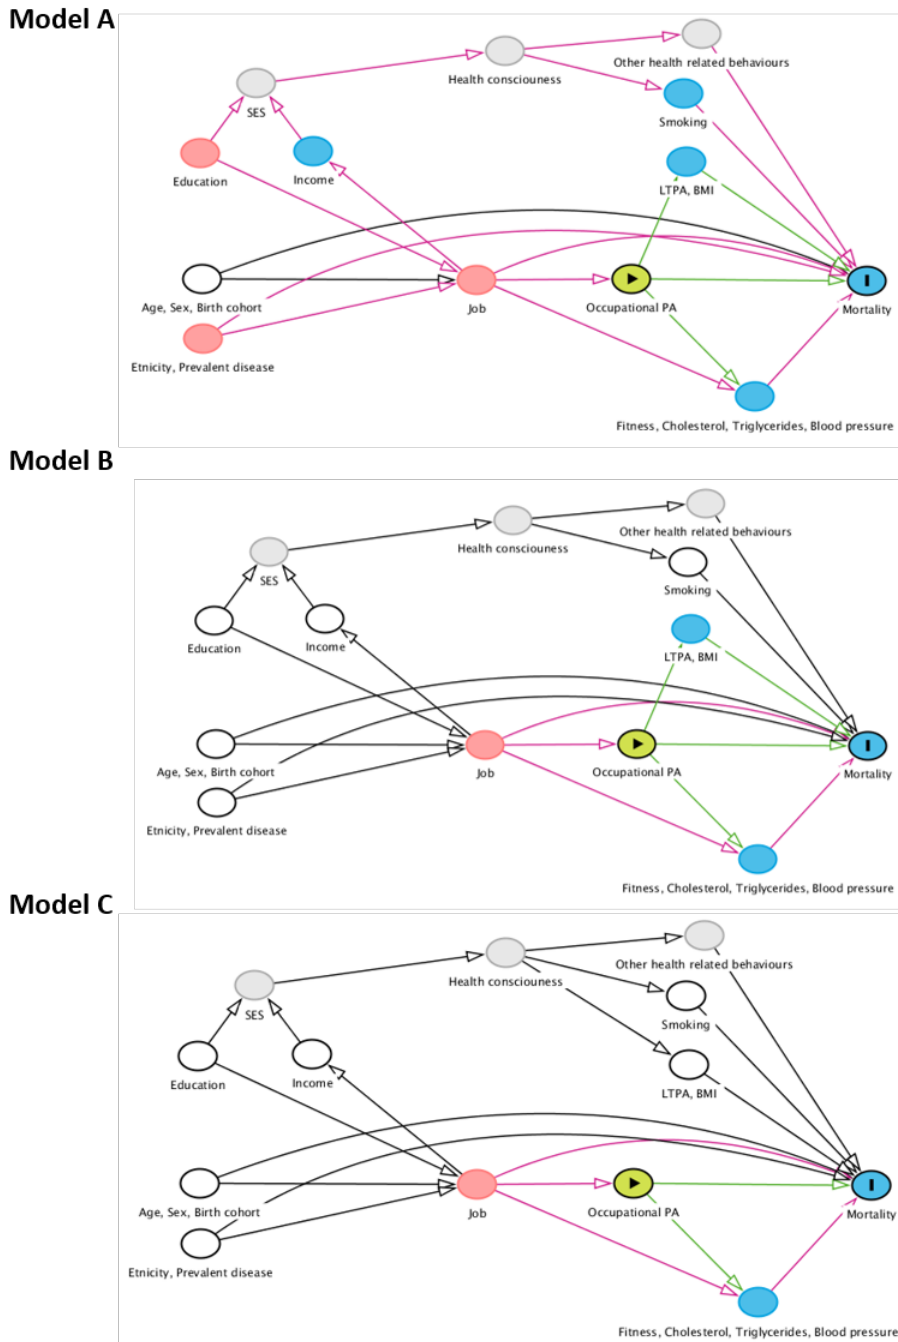 Model A
Other health related behaviours
Health consciouness
SES
Smoking
Education
Income
LTPA, BMI
Age, Sex, Birth cohort
Job
Occupational PA
Mortality
Etnicity, Prevalent disease
Fitness, Cholesterol, Triglycerides, Blood pressure
Model B
Other health related behaviours
Health consciouness
SES
Smoking
Education
Income
LTPA, BMI
Age, Sex, Birth cohort
Job
Occupational PA
Mortality
Etnicity, Prevalent disease
Fitness, Cholesterol, Triglycerides, Blood pressure
Model C
Other health related behaviours
Health consciouness
SES
Smoking
Education
Income
LTPA, BMI
Age, Sex, Birth cohort
Job
Occupational PA
Mortality
Etnicity, Prevalent disease
Fitness, Cholesterol, Triglycerides, Blood pressure